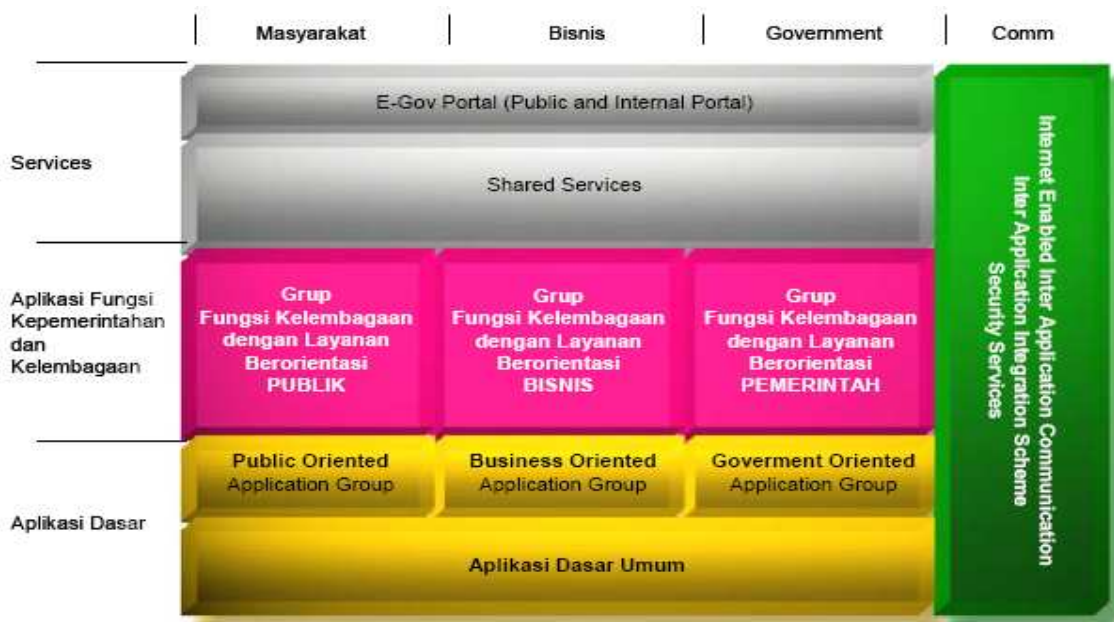 Masyarakat
Bisnis
Government
Comm
Services
E-Gov Portal (Public and Internal Portal)
Shared Services
Aplikasi Fungsi
Kepemerintahan
dan
Kelembagaan
Grup
Fungsi Kelembagaan
dengan Layanan
Berorientasi
PUBLIK
Grup
Fungsi Kelembagaan
dengan Layanan
Berorientasi
BISNIS
Grup
Fungsi Kelembagaan
dengan Layanan
Berorientasi
PEMERINTAH
Aplikasi Dasar
Public Oriented
Application Group
Business Oriented
Application Group
Goverment Oriented
Application Group
Aplikasi Dasar Umum
Internet Enabled Inter Application Communication
Inter Application Integration Scheme
Security Services